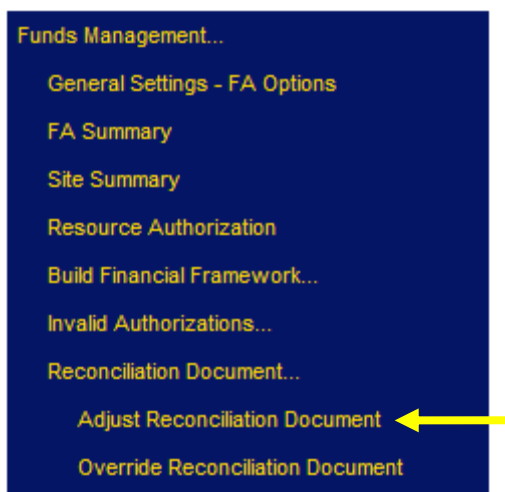 Funds Management...
General Settings - FA Options
FA Summary
Site Summary
Resource Authorization
Build Financial Framework...
Invalid Authorizations...
Reconciliation Document...
Adjust Reconciliation Document
Override Reconciliation Document